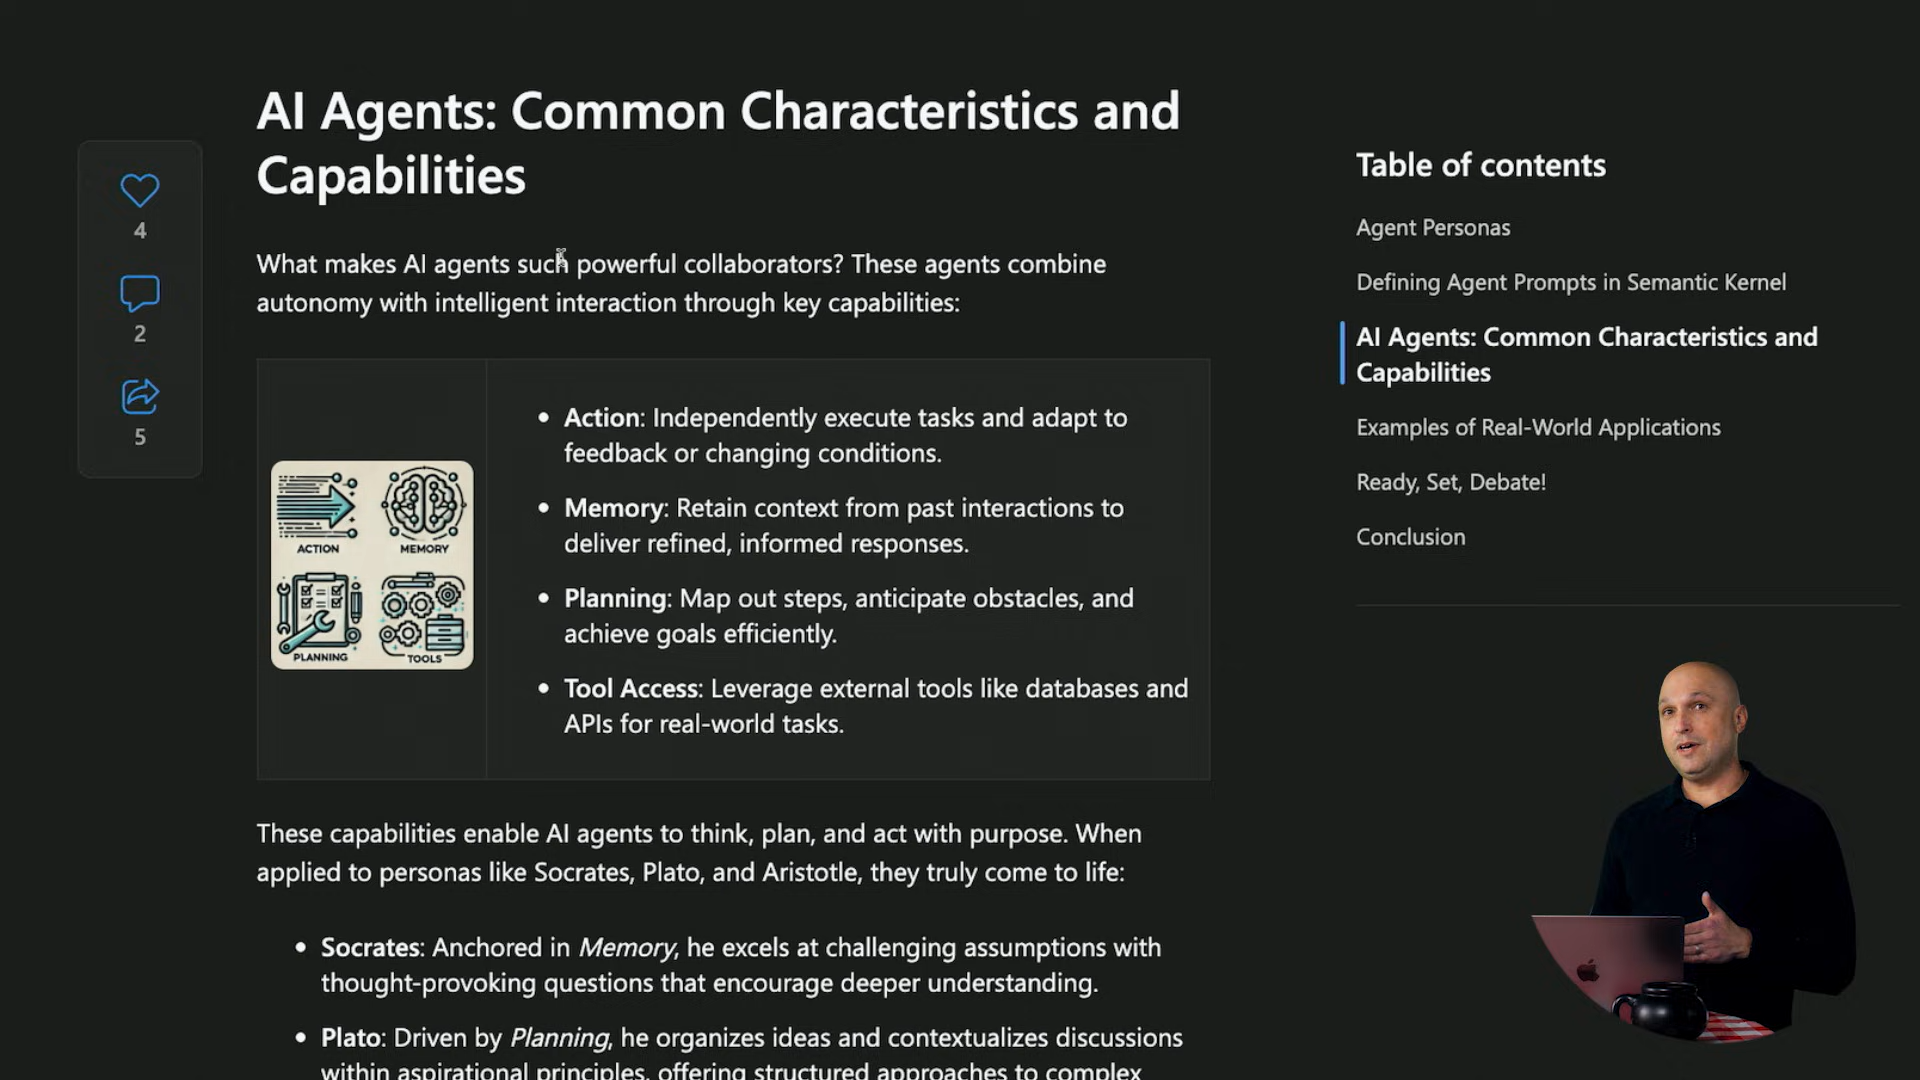 AI Agents: Common Characteristics and
Capabilities
4
2
5
What makes AI agents such powerful collaborators? These agents combine
autonomy with intelligent interaction through key capabilities:
ACTION
MEMORY
PLANNING
TOOLS
• Action: Independently execute tasks and adapt to
feedback or changing conditions.
• Memory: Retain context from past interactions to
deliver refined, informed responses.
• Planning: Map out steps, anticipate obstacles, and
achieve goals efficiently.
• Tool Access: Leverage external tools like databases and
APIs for real-world tasks.
These capabilities enable AI agents to think, plan, and act with purpose. When
applied to personas like Socrates, Plato, and Aristotle, they truly come to life:
• Socrates: Anchored in Memory, he excels at challenging assumptions with
thought-provoking questions that encourage deeper understanding.
• Plato: Driven by Planning, he organizes ideas and contextualizes discussions
within aspirational principles, offering structured approaches to complex
Table of contents
Agent Personas
Defining Agent Prompts in Semantic Kernel
AI Agents: Common Characteristics and
Capabilities
Examples of Real-World Applications
Ready, Set, Debate!
Conclusion